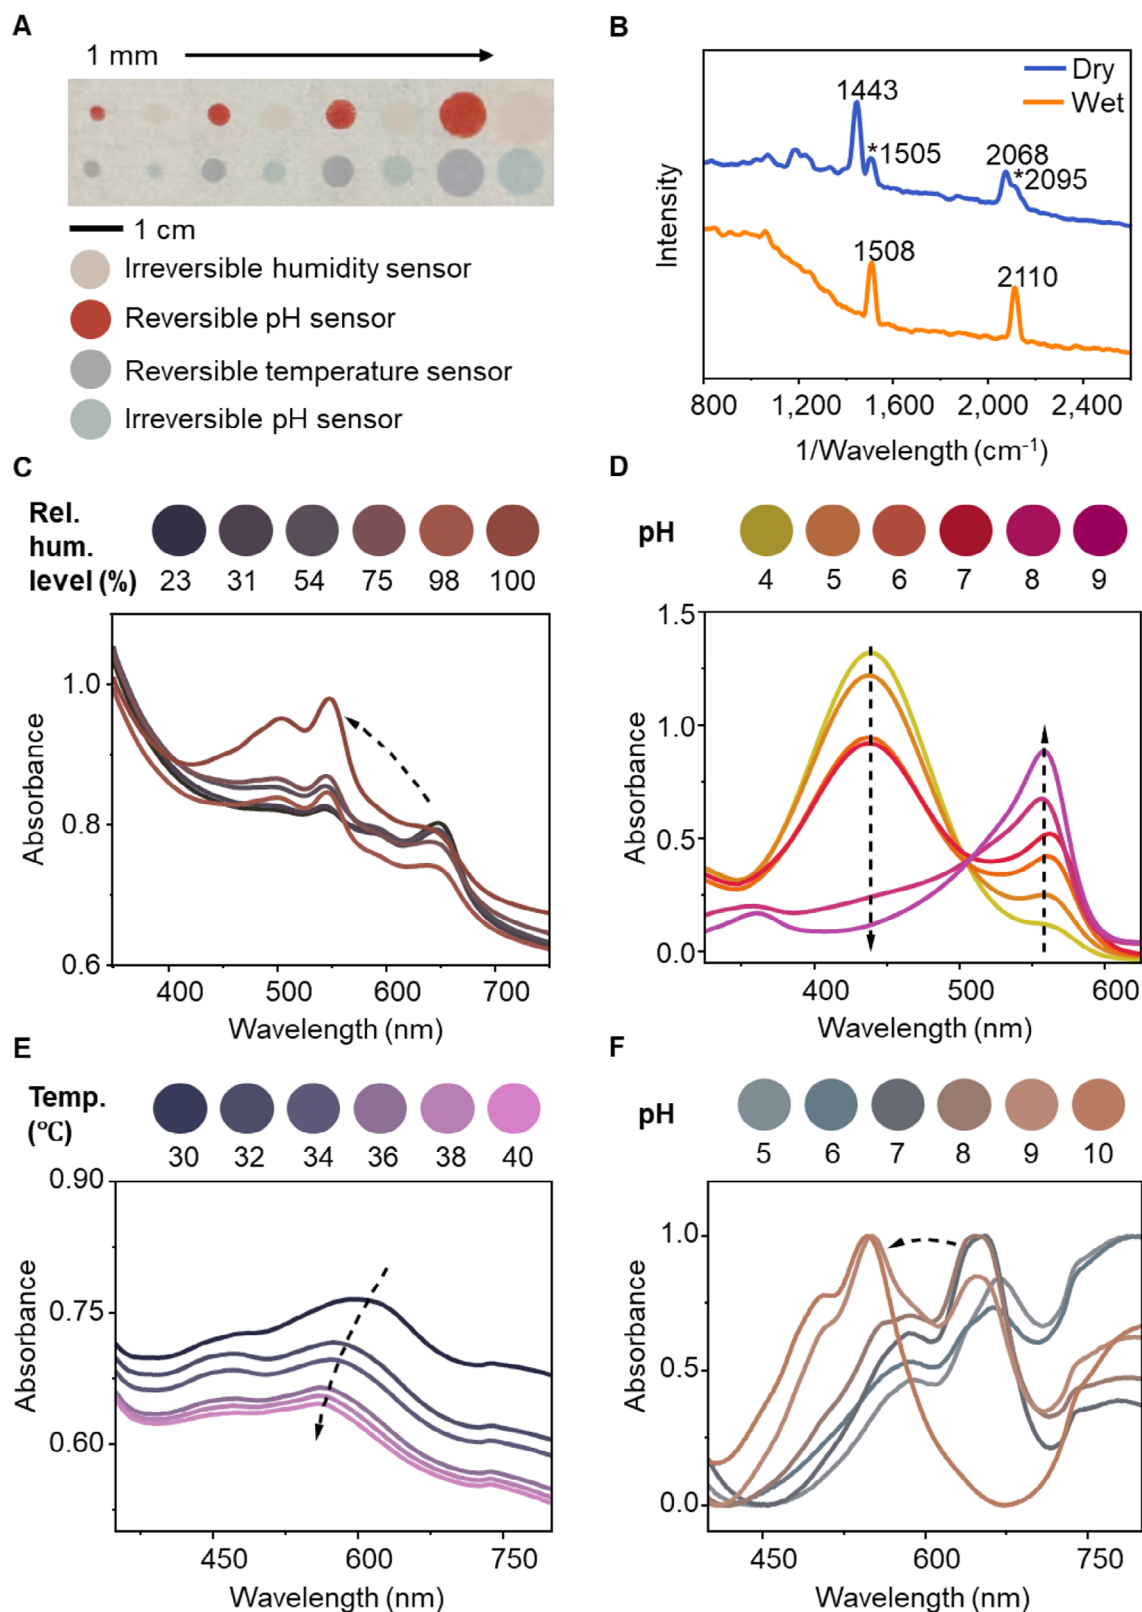 A
1 mm
1 cm
Irreversible humidity sensor
Reversible pH sensor
Reversible temperature sensor
Irreversible pH sensor
B
Dry
Wet
1443
*1505
2068
*2095
1508
2110
Intensity
800 1,200 1,600 2,000 2,400
1/Wavelength (cm-1)
C
Rel.
hum.
level (%)
23 31 54 75 98 100
1.0
0.8
0.6
Absorbance
400 500 600 700
Wavelength (nm)
D
pH
4 5 6 7 8 9
1.5
1.0
0.5
0.0
Absorbance
400 500 600
Wavelength (nm)
E
Temp.
(℃)
30 32 34 36 38 40
0.90
0.75
0.60
Absorbance
450 600 750
Wavelength (nm)
F
pH
5 6 7 8 9 10
1.0
0.5
0.0
Absorbance
450 600 750
Wavelength (nm)